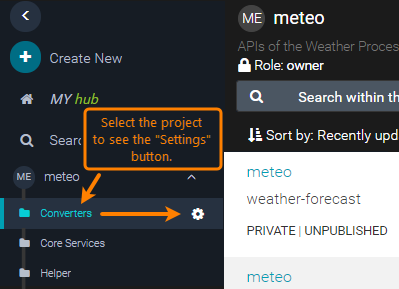 Create New
MY hub
Sear
ME meteo
Converters
Core Services
Helper
Select the project
to see the "Settings"
button.
ME meteo
APIs of the Weather Proce
Role: owner
Search within th
Sort by: Recently upd
meteo
weather-forecast
PRIVATE | UNPUBLISHED
meteo